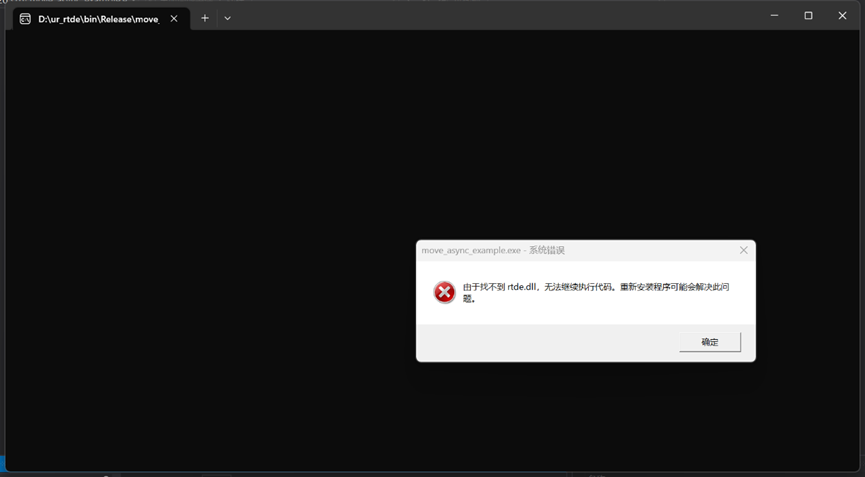 D:\ur_rtde\bin\Release\move_
move_async_example.exe - 系统错误
由于找不到 rtde.dll，无法继续执行代码。重新安装程序可能会解决此问
题。
确定